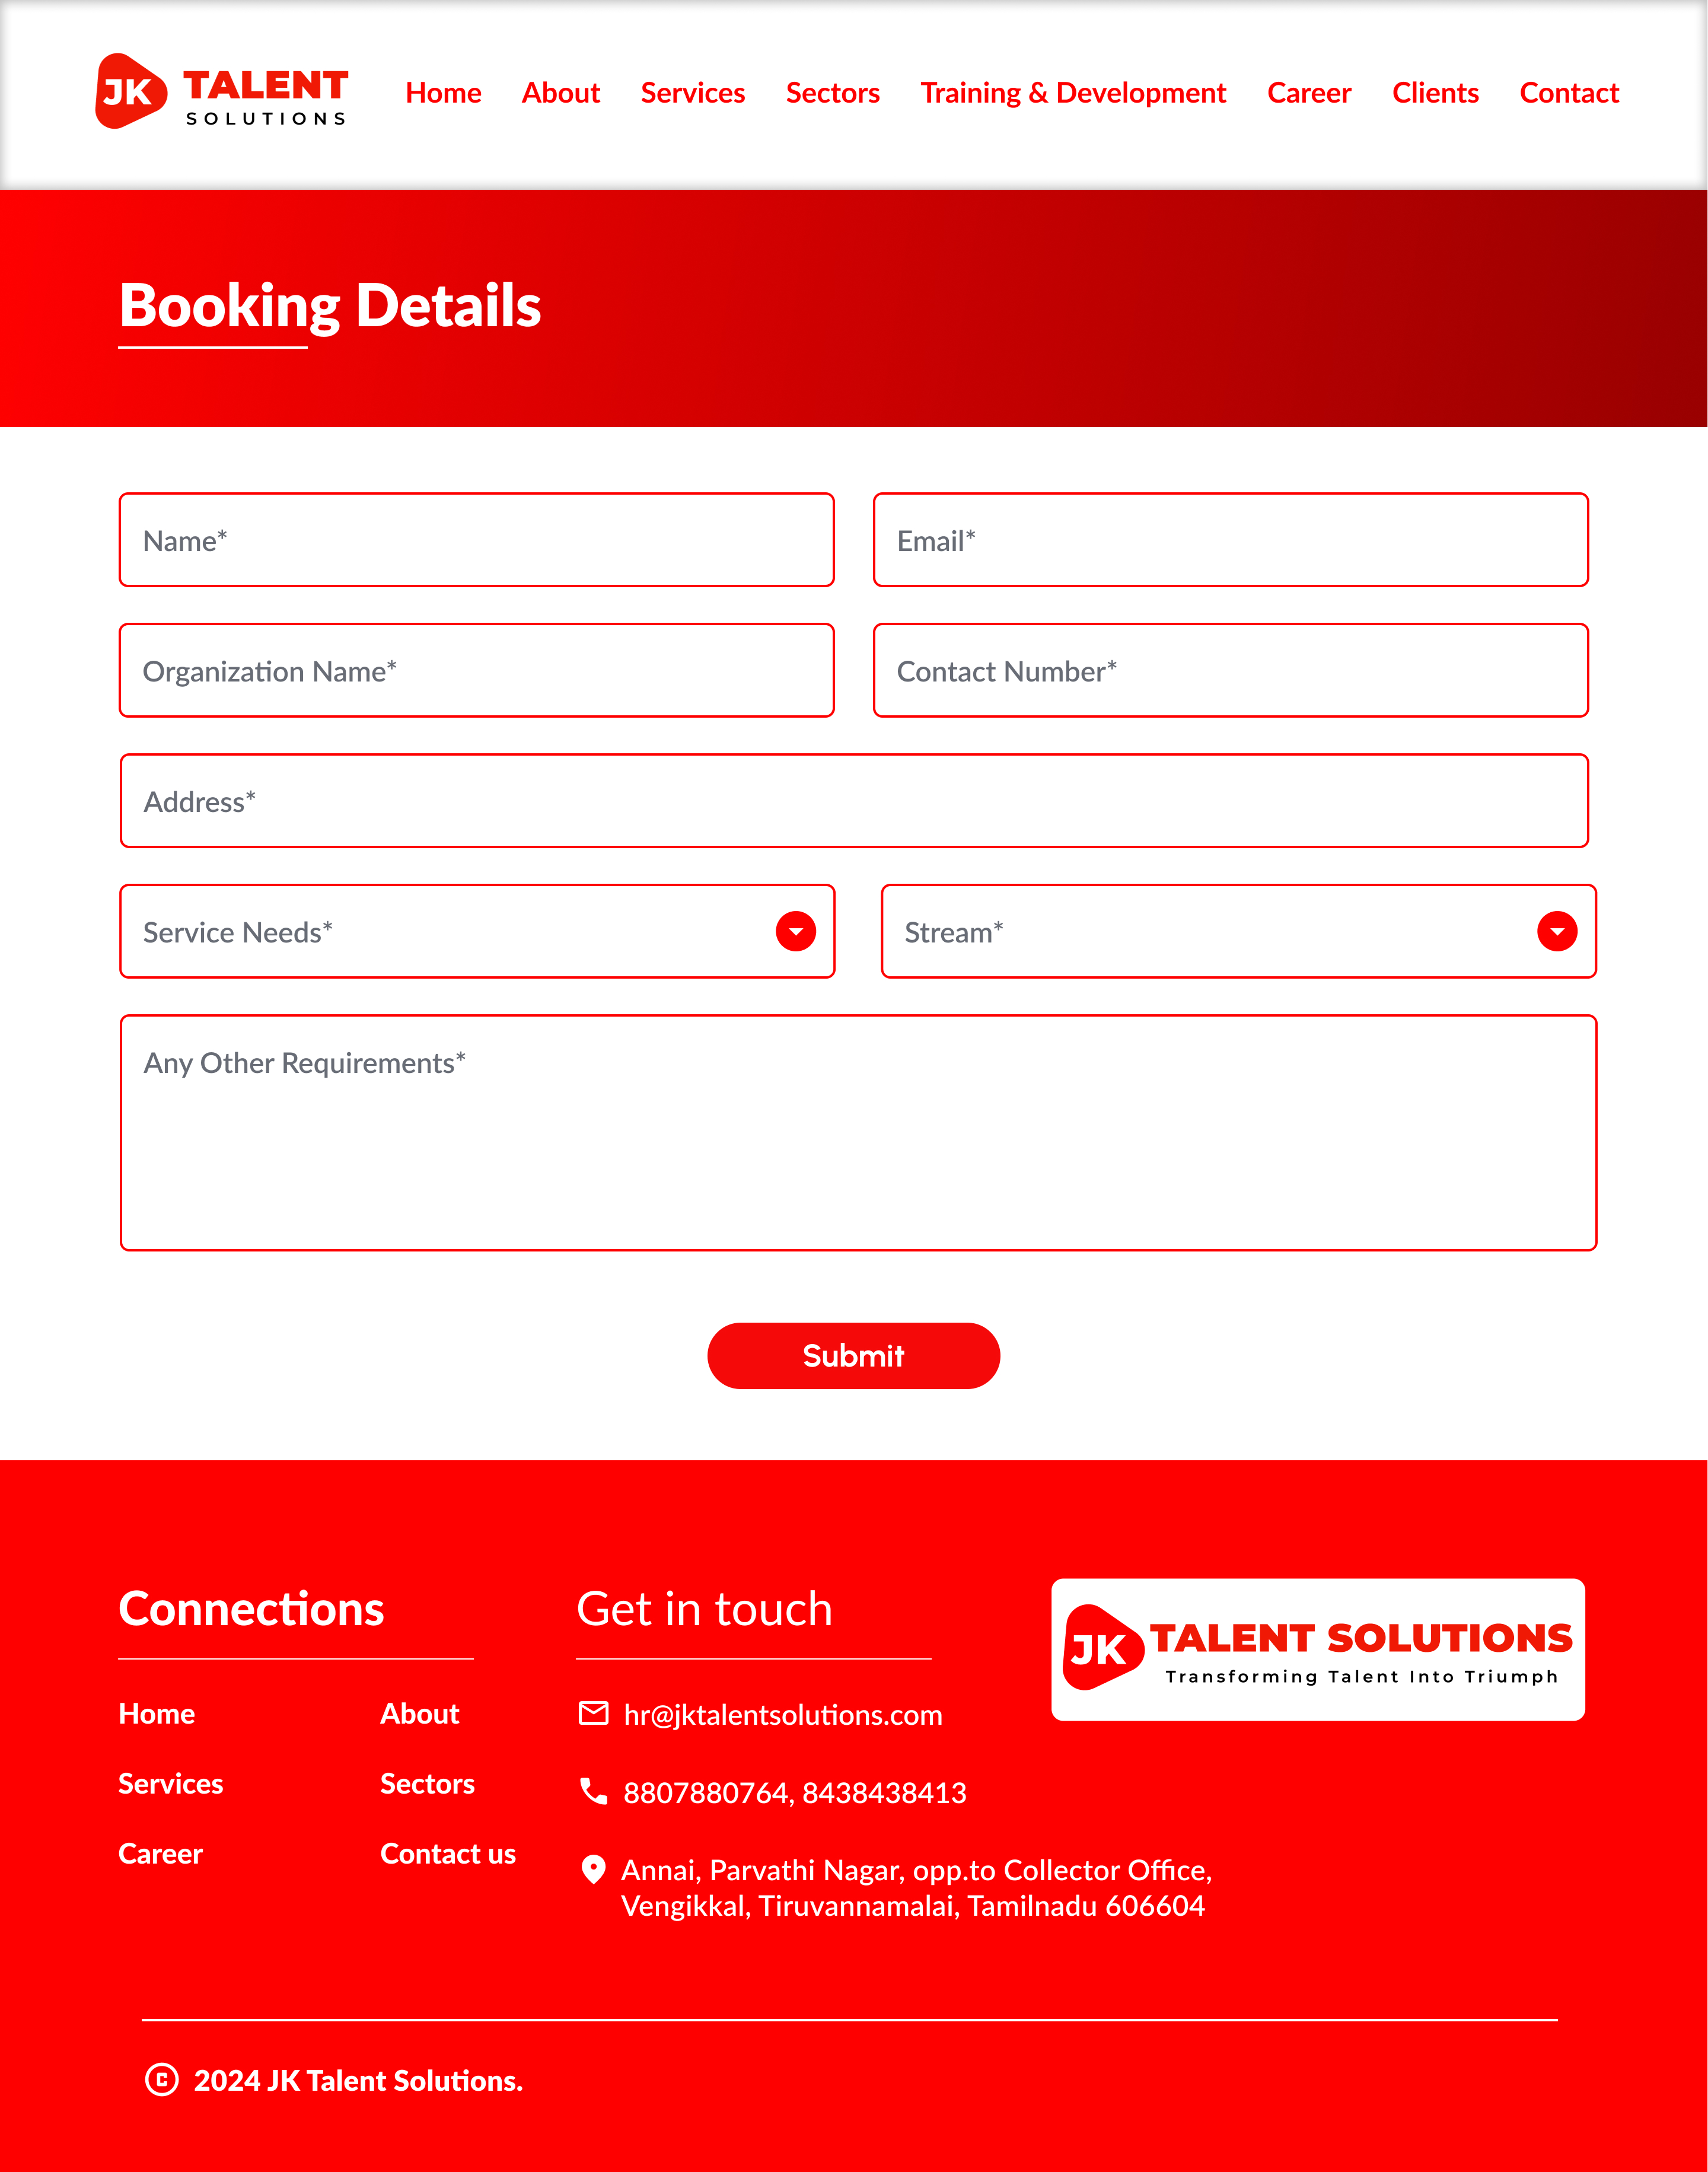 JK TALENT
SOLUTIONS
Home About Services Sectors Training & Development Career Clients Contact
Booking Details
Name* Email*
Organization Name* Contact Number*
Address*
Service Needs* Stream*
Any Other Requirements*
Submit
Connections
Home About
Services Sectors
Career Contact us
Get in touch
hr@jktalentsolutions.com
8807880764, 8438438413
Annai, Parvathi Nagar, opp.to Collector Office,
Vengikkal, Tiruvannamalai, Tamilnadu 606604
JK TALENT SOLUTIONS
Transforming Talent Into Triumph
© 2024 JK Talent Solutions.